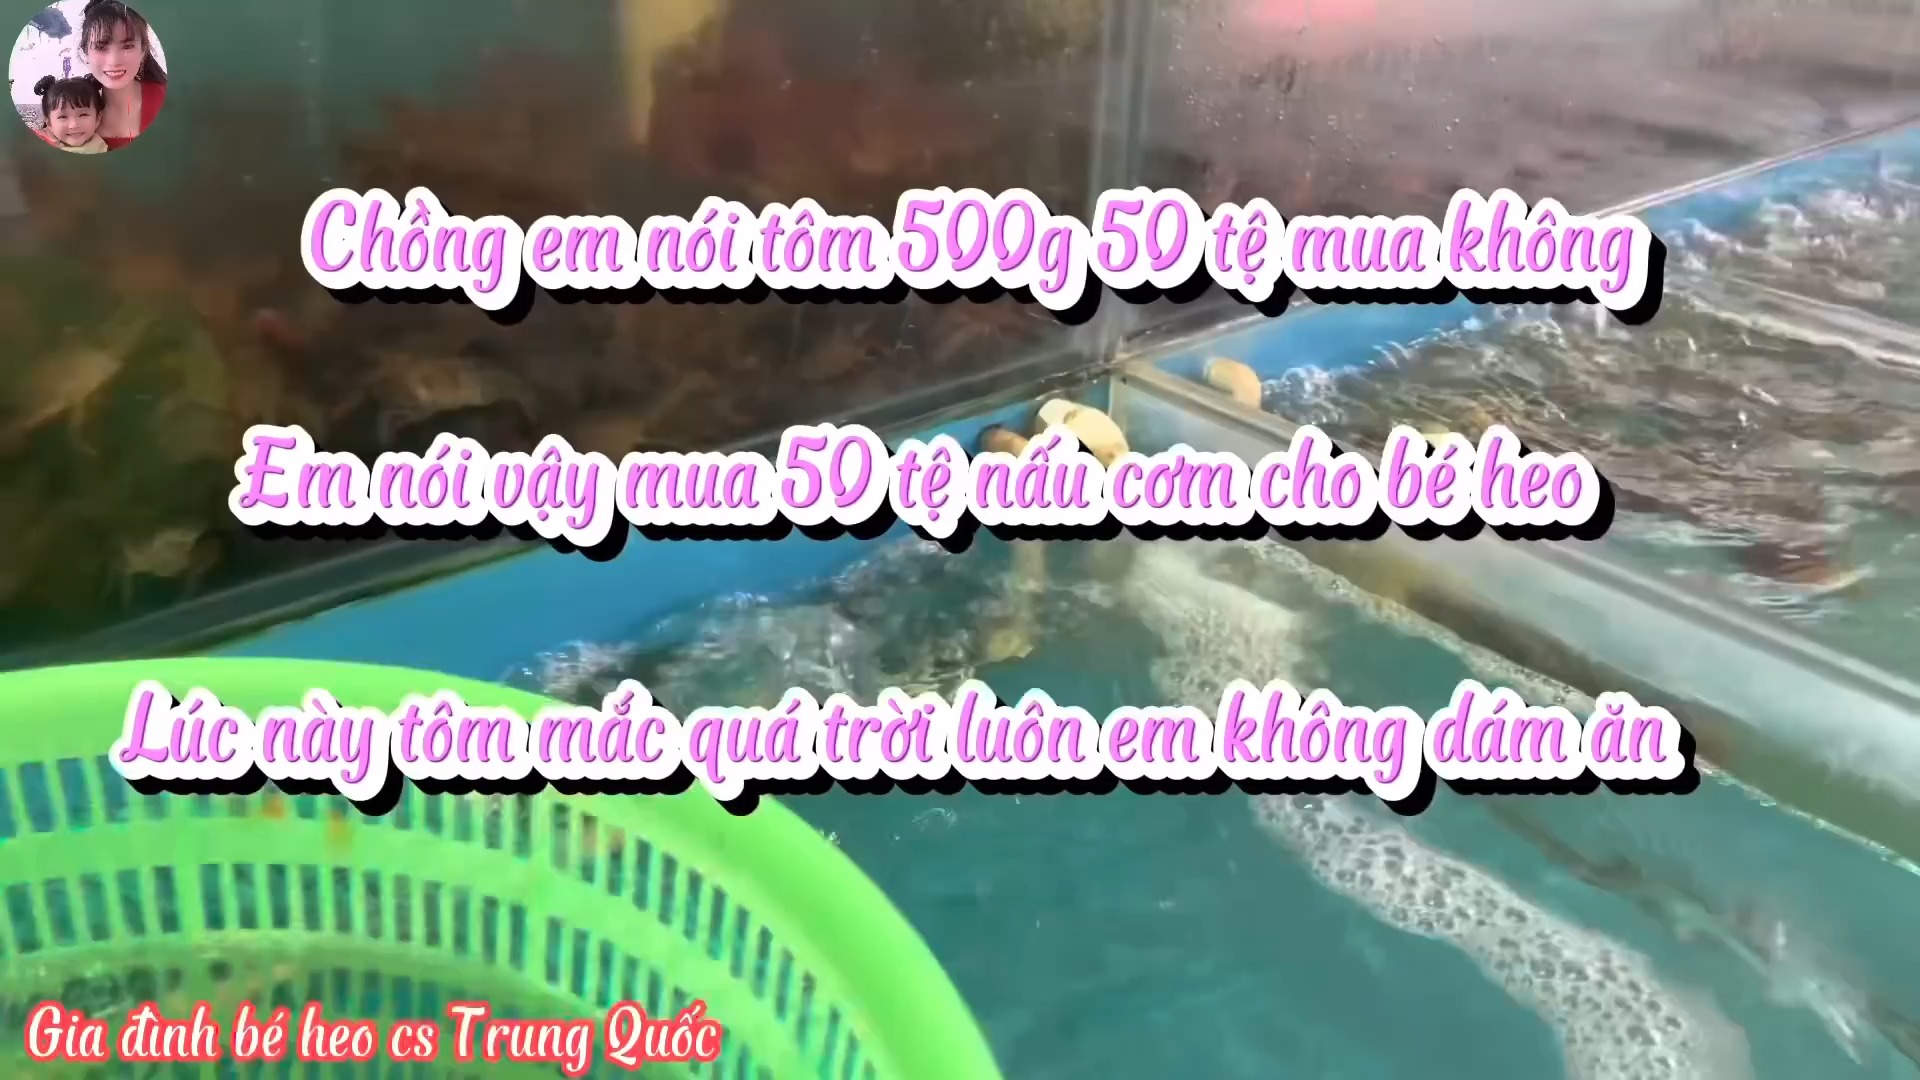 Chồng em nói tôm 500g 50 tệ mua không
Em nói vậy mua 50 tệ nấu cơm cho bé heo
Lúc này tôm mắc quá trời luôn em không dám ăn
Gia đình bé heo cs Trung Quốc